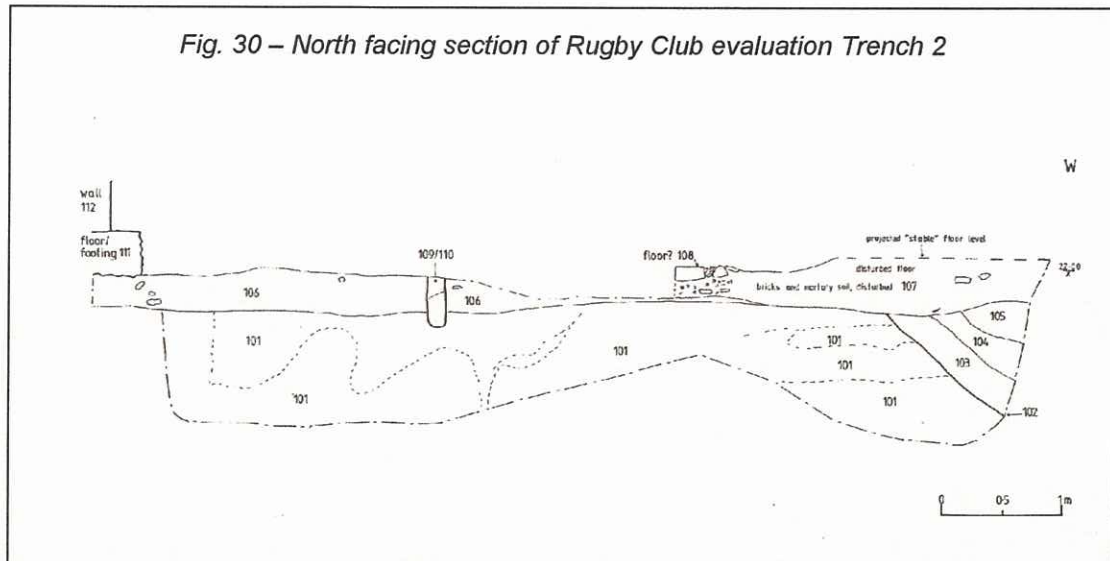 Fig. 30 – North facing section of Rugby Club evaluation Trench 2
W
wall
112
floor/
footing 111
109/110
floor? 108
projected "stable" floor level
disturbed floor
bricks and mortary soil, disturbed 107
106
106
105
104
103
102
101
101
101
101
101
101
0 0·5 1m